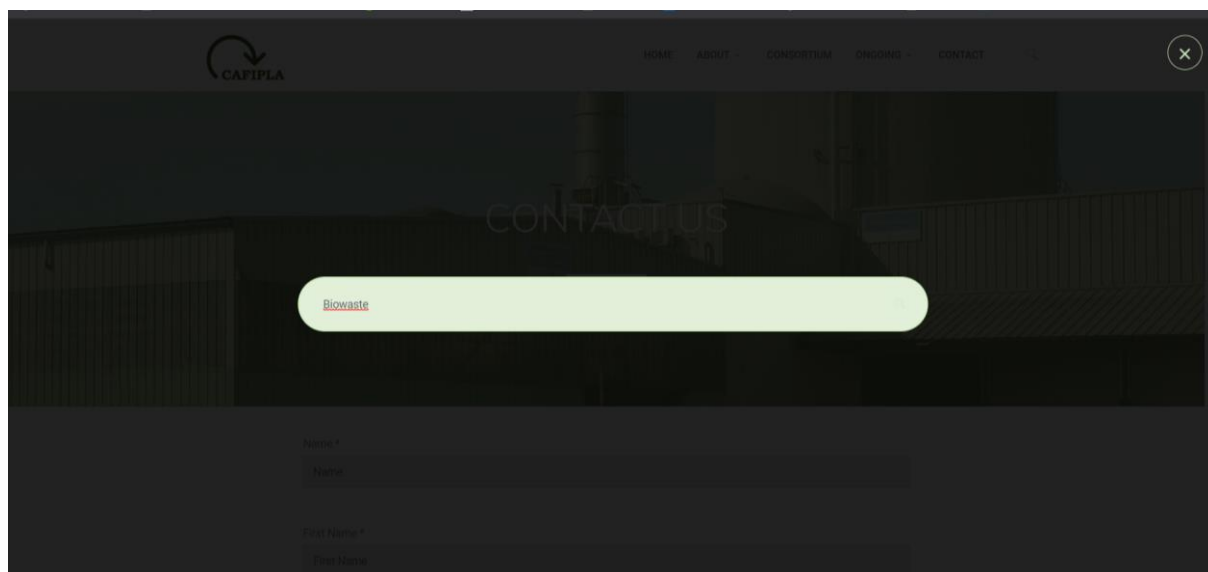 CAFIPLA
HOME ABOUT CONSORTIUM ONGOING CONTACT
CONTACT US
Biowaste
Name *
Name
First Name *
First Name